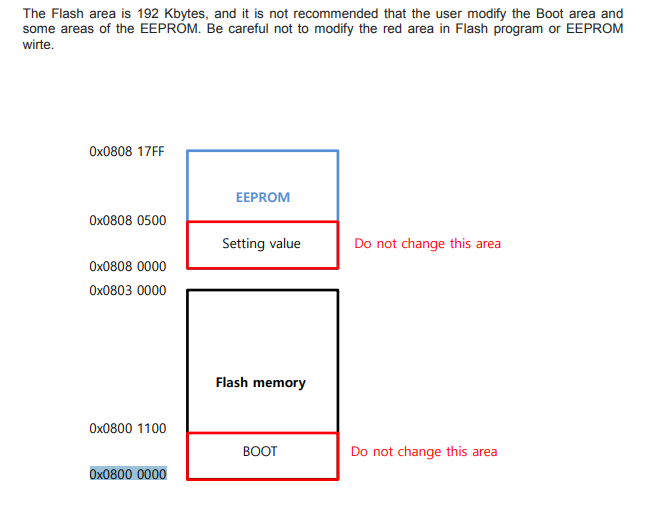 The Flash area is 192 Kbytes, and it is not recommended that the user modify the Boot area and
some areas of the EEPROM. Be careful not to modify the red area in Flash program or EEPROM
wirte.
0x0808 17FF
EEPROM
0x0808 0500
Setting value
Do not change this area
0x0808 0000
0x0803 0000
Flash memory
0x0800 1100
BOOT
Do not change this area
0x0800 0000